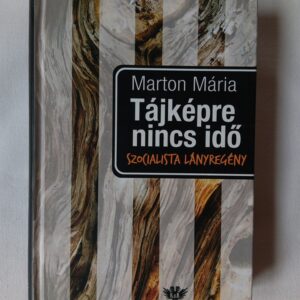 Marton Mária
Tájképre
nincs idő
SZOCIALISTA LÁNYREGÉNY